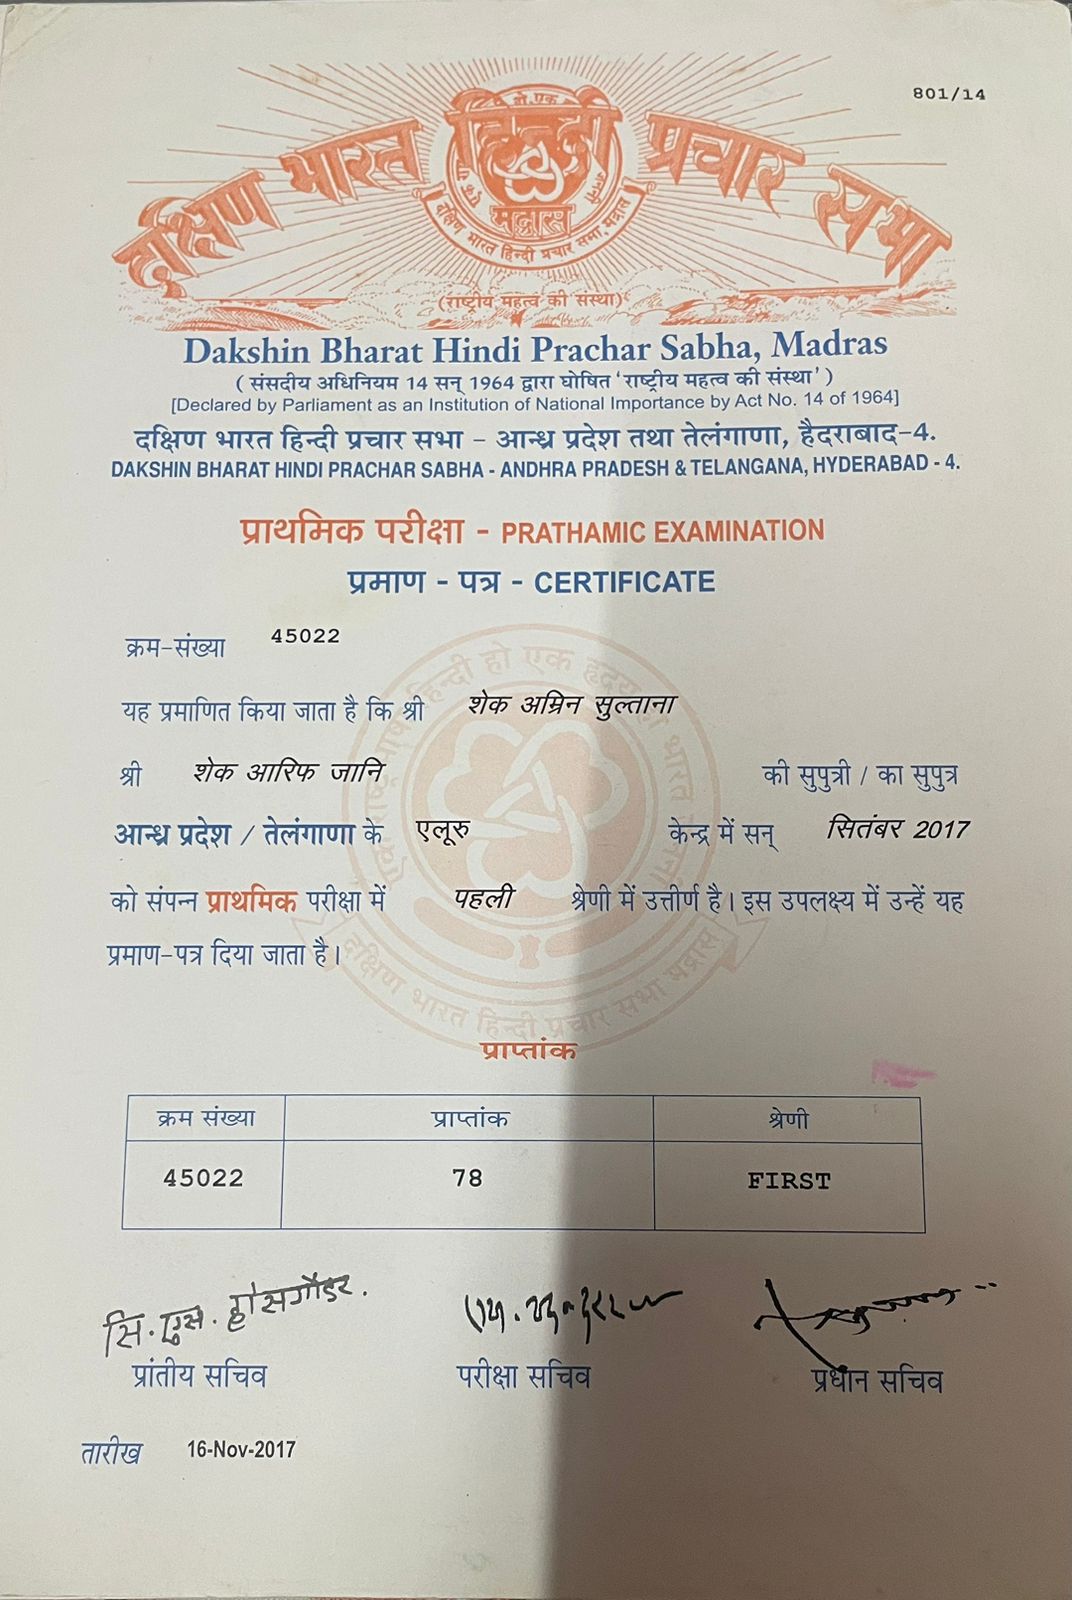 801/14
दक्षिण भारत हिन्दी प्रचार सभा
मद्रास
दक्षिण भारत हिन्दी प्रचार सभा, मद्रास
(राष्ट्रीय महत्व की संस्था)
Dakshin Bharat Hindi Prachar Sabha, Madras
( संसदीय अधिनियम 14 सन् 1964 द्वारा घोषित 'राष्ट्रीय महत्व की संस्था' )
[Declared by Parliament as an Institution of National Importance by Act No. 14 of 1964]
दक्षिण भारत हिन्दी प्रचार सभा - आन्ध्र प्रदेश तथा तेलंगाणा, हैदराबाद-4.
DAKSHIN BHARAT HINDI PRACHAR SABHA - ANDHRA PRADESH & TELANGANA, HYDERABAD - 4.
प्राथमिक परीक्षा - PRATHAMIC EXAMINATION
प्रमाण - पत्र - CERTIFICATE
क्रम-संख्या 45022
यह प्रमाणित किया जाता है कि श्री शेक अम्रिन सुल्ताना
श्री शेक आरिफ जानि की सुपुत्री / का सुपुत्र
आन्ध्र प्रदेश / तेलंगाणा के एलूरु केन्द्र में सन् सितंबर 2017
को संपन्न प्राथमिक परीक्षा में पहली श्रेणी में उत्तीर्ण है। इस उपलक्ष्य में उन्हें यह
प्रमाण-पत्र दिया जाता है।
दक्षिण भारत हिन्दी प्रचार सभा मद्रास
प्राप्तांक
क्रम संख्या प्राप्तांक श्रेणी
45022 78 FIRST
सि. एस. होसगौडर.
प्रांतीय सचिव परीक्षा सचिव प्रधान सचिव
तारीख 16-Nov-2017